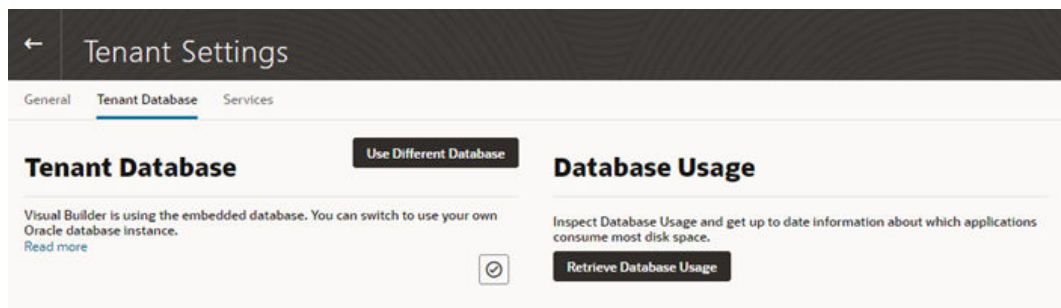 Tenant Settings
General Tenant Database Services
Tenant Database
Use Different Database
Visual Builder is using the embedded database. You can switch to use your own
Oracle database instance.
Read more
Database Usage
Inspect Database Usage and get up to date information about which applications
consume most disk space.
Retrieve Database Usage